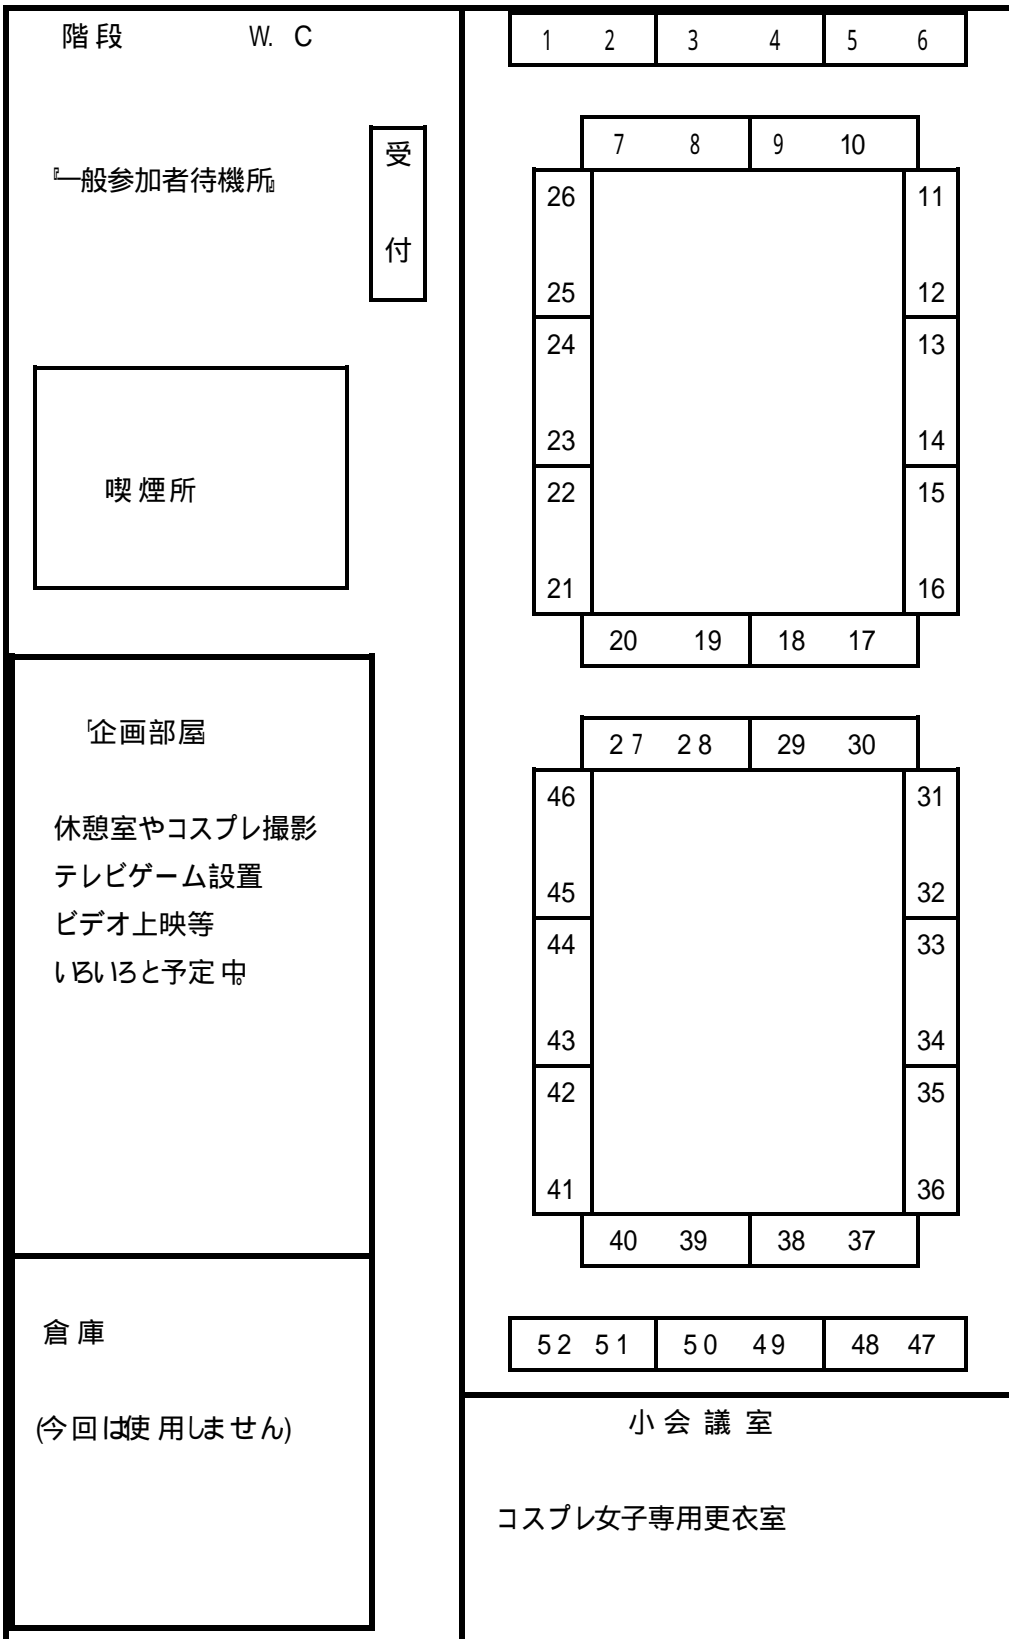 階段 W. C
『一般参加者待機所』
受
付
喫煙所
「企画部屋」
休憩室やコスプレ撮影
テレビゲーム設置
ビデオ上映等
いろいろと予定中。
倉庫
(今回は使用しません)
1 2 3 4 5 6
7 8 9 10
26 11
25 12
24 13
23 14
22 15
21 16
20 19 18 17
27 28 29 30
46 31
45 32
44 33
43 34
42 35
41 36
40 39 38 37
52 51 50 49 48 47
小会議室
コスプレ女子専用更衣室